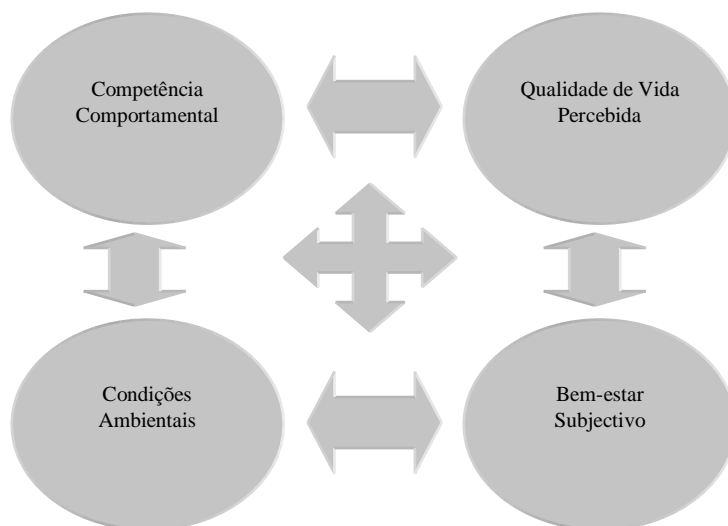 Competência
Comportamental
Qualidade de Vida
Percebida
Condições
Ambientais
Bem-estar
Subjectivo